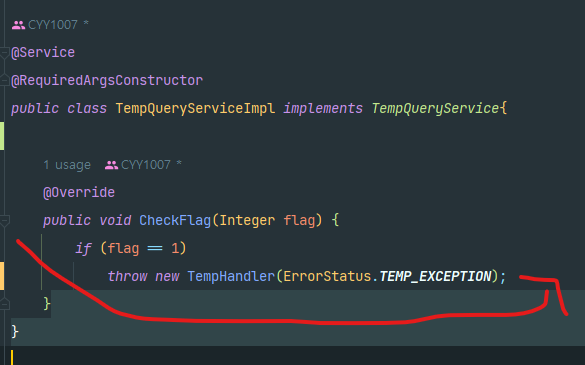 CYY1007 *
@Service
@RequiredArgsConstructor
public class TempQueryServiceImpl implements TempQueryService{
1 usage CYY1007 *
@Override
public void CheckFlag(Integer flag) {
if (flag == 1)
throw new TempHandler(ErrorStatus.TEMP_EXCEPTION);
}
}